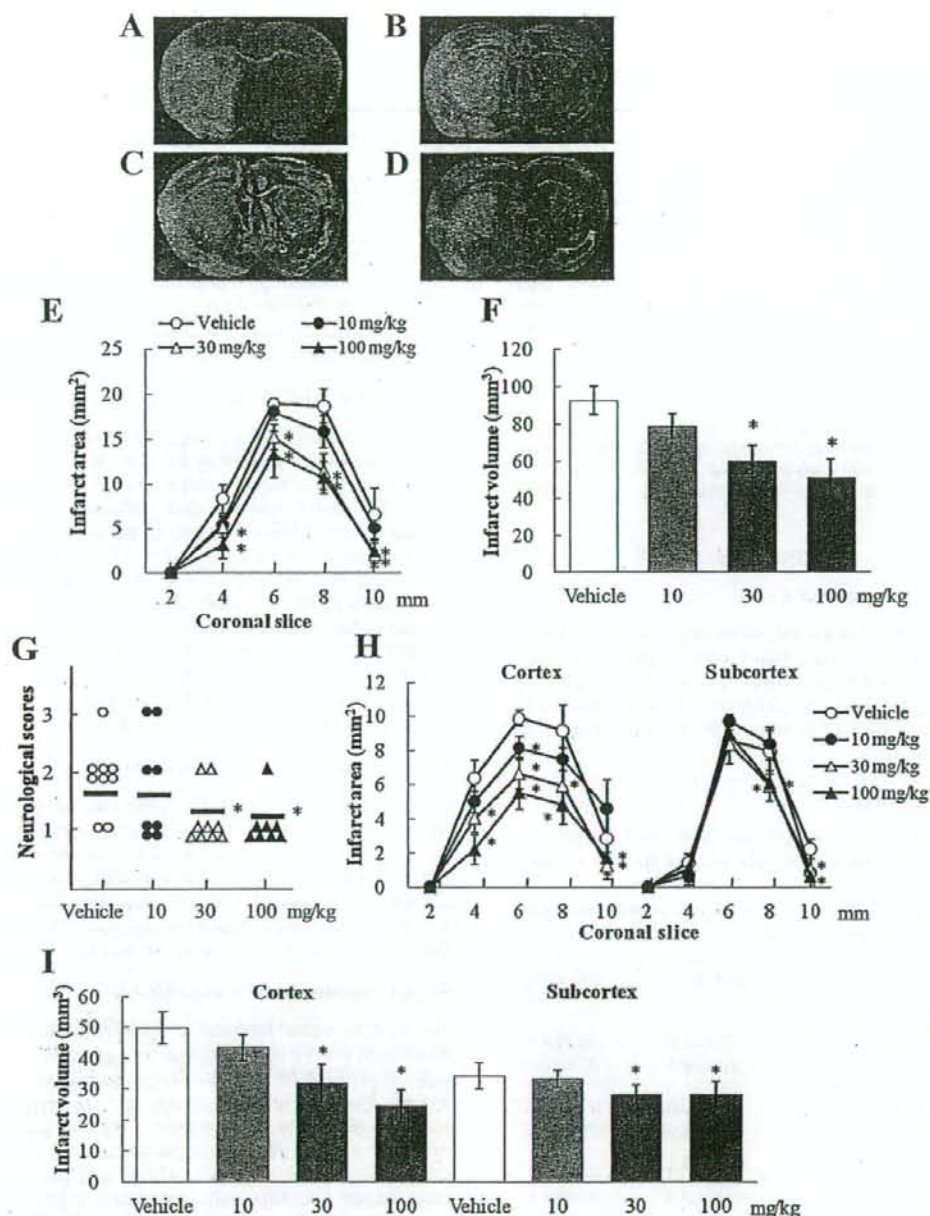 A
B
C
D
E
Vehicle
10 mg/kg
30 mg/kg
100 mg/kg
Infarct area (mm²)
25
20
15
10
5
0
2 4 6 8 10 mm
Coronal slice
* * * * * * * *
F
Infarct volume (mm³)
120
100
80
60
40
20
0
* *
Vehicle 10 30 100 mg/kg
G
Neurological scores
3
2
1
* *
Vehicle 10 30 100 mg/kg
H
Cortex Subcortex
Infarct area (mm²)
12
10
8
6
4
2
0
Vehicle
10 mg/kg
30 mg/kg
100 mg/kg
2 4 6 8 10 2 4 6 8 10 mm
Coronal slice
I
Cortex Subcortex
Infarct volume (mm³)
60
50
40
30
20
10
0
* * * *
Vehicle 10 30 100 Vehicle 10 30 100 mg/kg